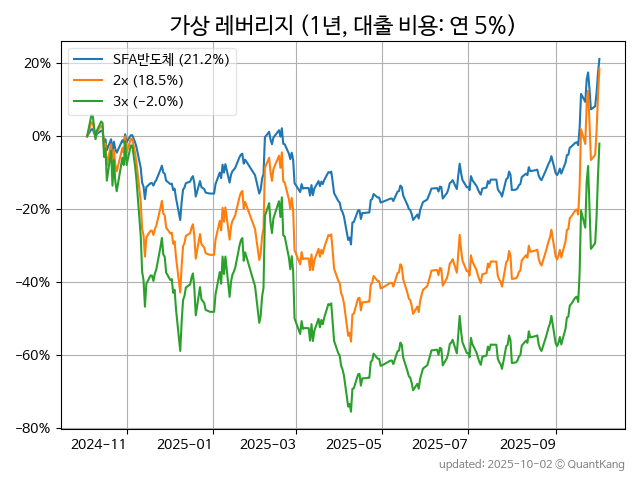 가상 레버리지 (1년, 대출 비용: 연 5%)
SFA반도체 (21.2%)
2x (18.5%)
3x (−2.0%)
20%
0%
−20%
−40%
−60%
−80%
2024-11
2025-01
2025-03
2025-05
2025-07
2025-09
updated: 2025-10-02 © QuantKang